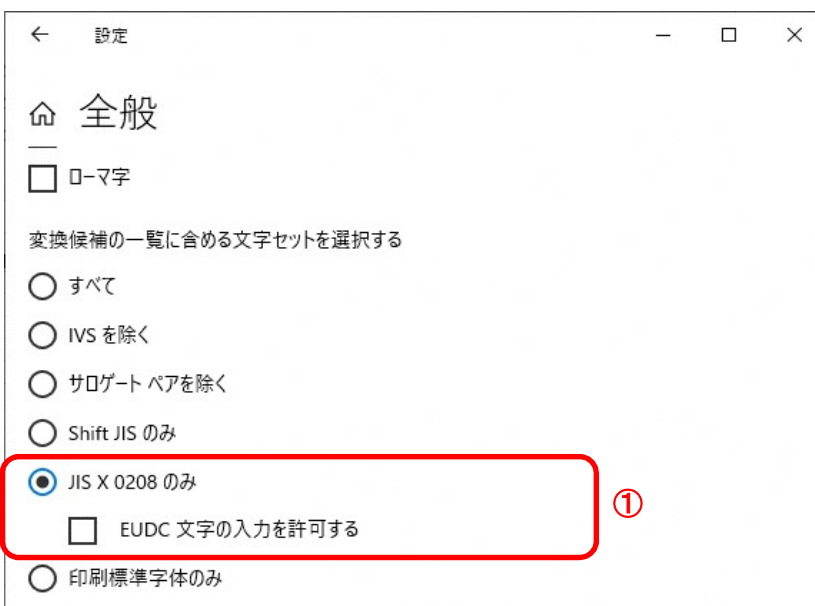 設定
全般
ローマ字
変換候補の一覧に含める文字セットを選択する
すべて
IVS を除く
サロゲート ペアを除く
Shift JIS のみ
JIS X 0208 のみ
①
EUDC 文字の入力を許可する
印刷標準字体のみ